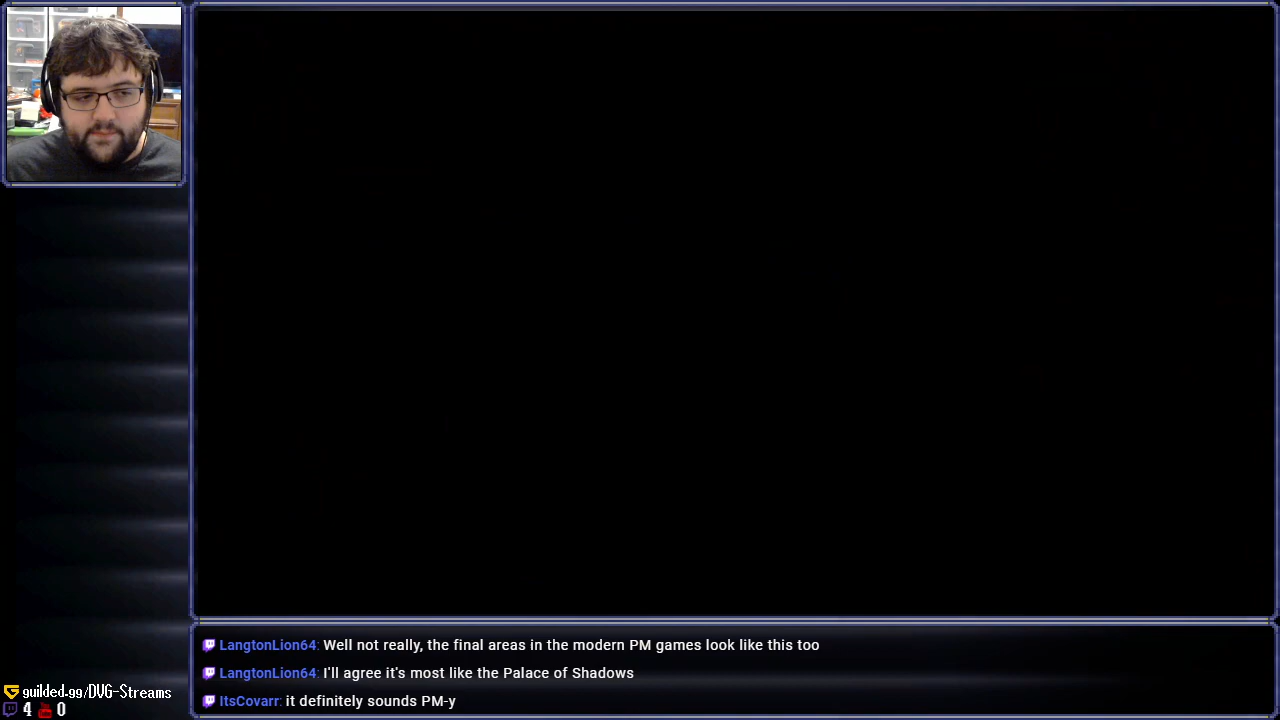 LangtonLion64: Well not really, the final areas in the modern PM games look like this too
LangtonLion64: I'll agree it's most like the Palace of Shadows
ItsCovarr: it definitely sounds PM-y
guilded.gg/DVG-Streams
4 0